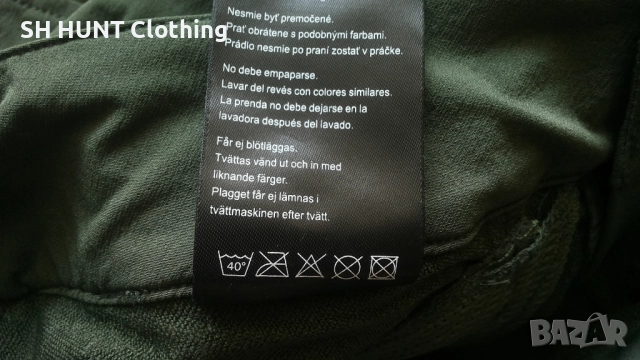 SH HUNT Clothing
Nesmie byť premočené.
Prať obrátene s podobnými farbami.
Prádlo nesmie po praní zostať v práčke.
No debe empaparse.
Lavar del revés con colores similares.
La prenda no debe dejarse en la
lavadora después del lavado.
Får ej blötläggas.
Tvättas vänd ut och in med
liknande färger.
Plagget får ej lämnas i
tvättmaskinen efter tvätt.
40°
BAZAR